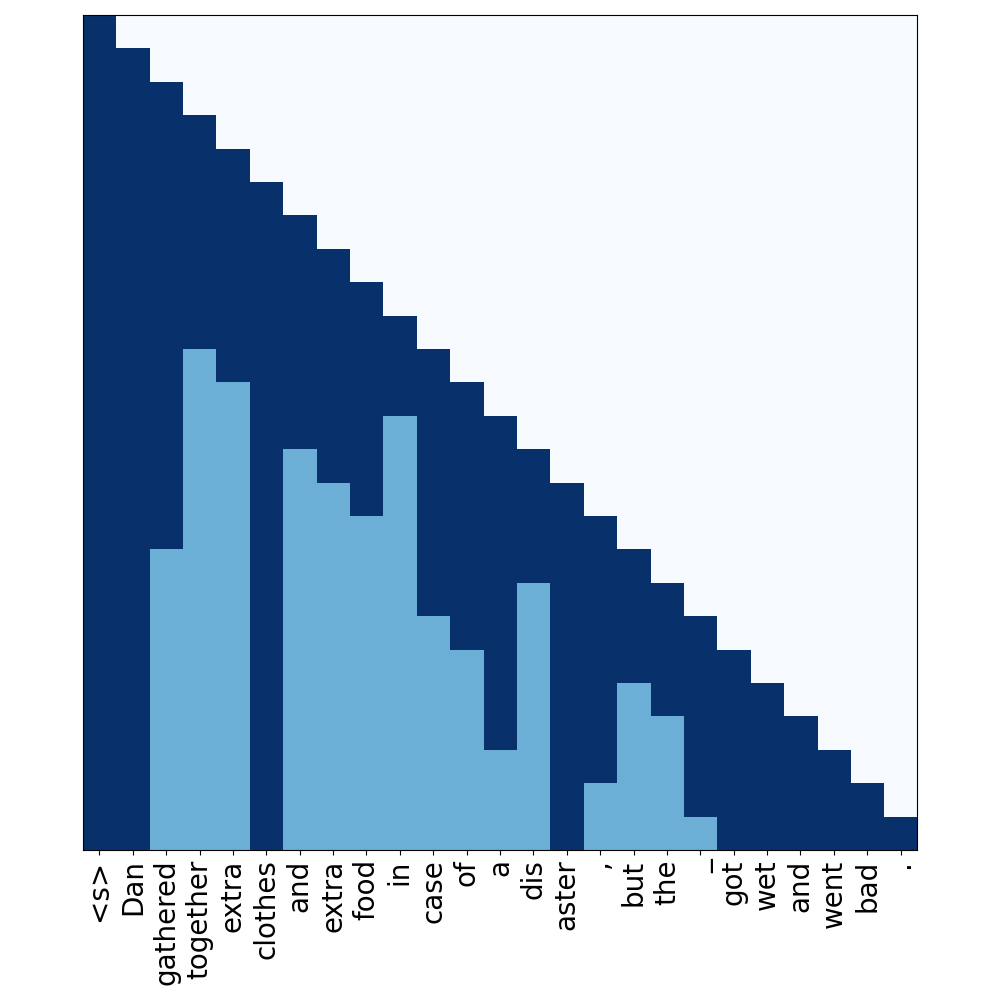 <s>
Dan
gathered
together
extra
clothes
and
extra
food
in
case
of
a
dis
aster
,
but
the
_
got
wet
and
went
bad
.